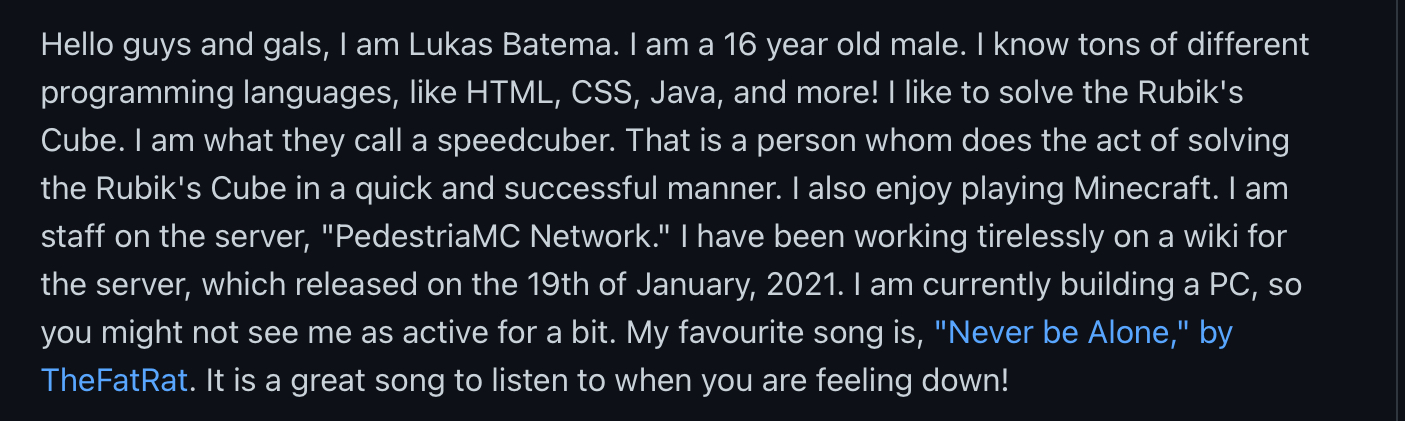 Hello guys and gals, I am Lukas Batema. I am a 16 year old male. I know tons of different
programming languages, like HTML, CSS, Java, and more! I like to solve the Rubik's
Cube. I am what they call a speedcuber. That is a person whom does the act of solving
the Rubik's Cube in a quick and successful manner. I also enjoy playing Minecraft. I am
staff on the server, "PedestriaMC Network." I have been working tirelessly on a wiki for
the server, which released on the 19th of January, 2021. I am currently building a PC, so
you might not see me as active for a bit. My favourite song is, "Never be Alone," by
TheFatRat. It is a great song to listen to when you are feeling down!